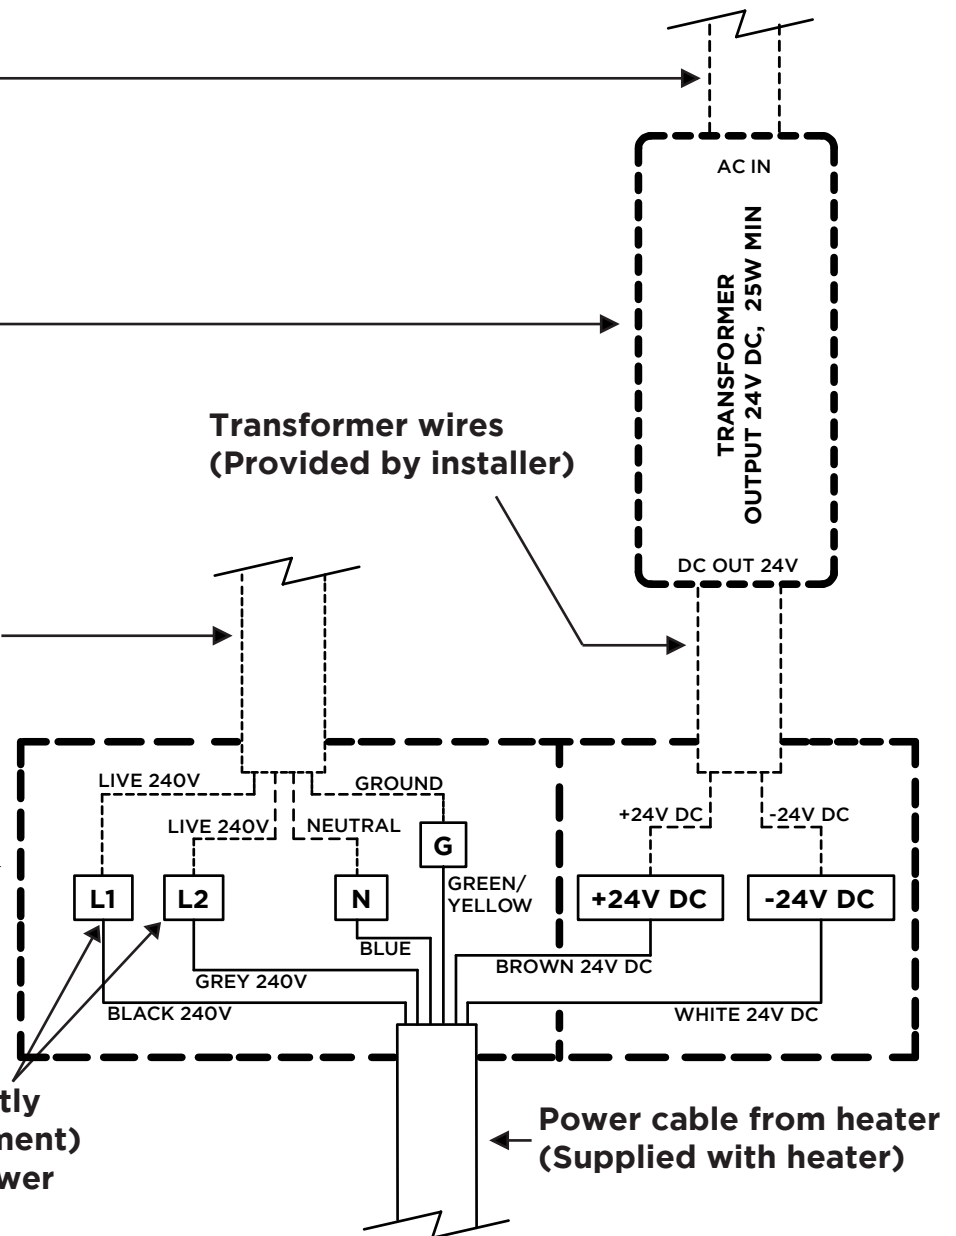 AC IN
TRANSFORMER
OUTPUT 24V DC, 25W MIN
DC OUT 24V
Transformer wires
(Provided by installer)
LIVE 240V
GROUND
LIVE 240V
NEUTRAL
+24V DC
-24V DC
G
L1
L2
N
GREEN/
YELLOW
+24V DC
-24V DC
BLUE
BROWN 24V DC
GREY 240V
BLACK 240V
WHITE 24V DC
Power cable from heater
(Supplied with heater)